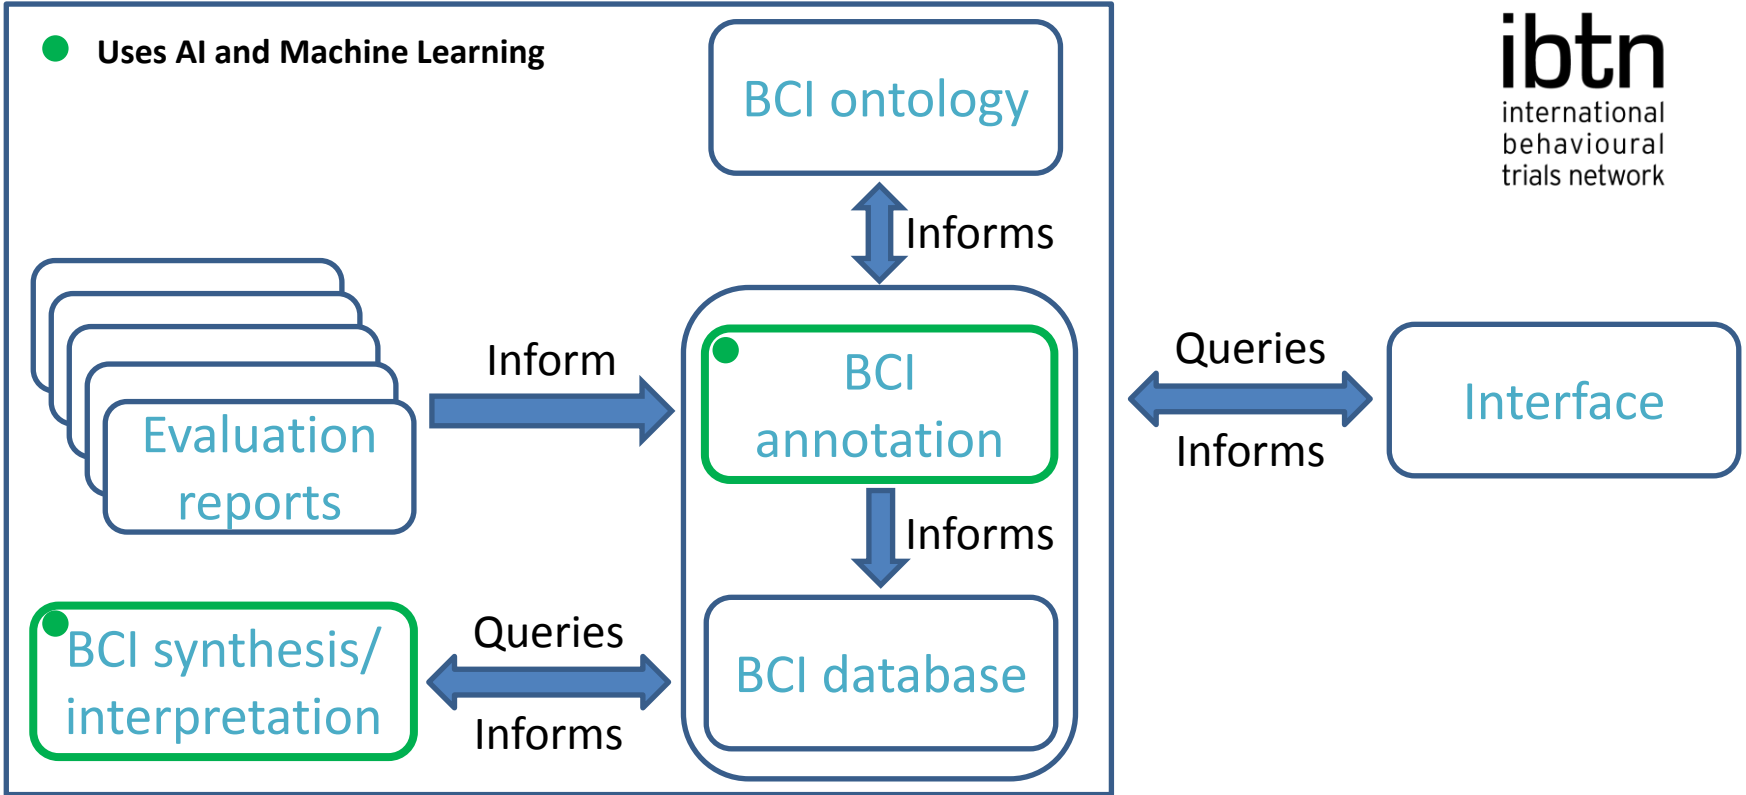 Uses AI and Machine Learning
BCI ontology
ibtn
international
behavioural
trials network
Informs
Inform
BCI
annotation
Queries
Informs
Interface
Evaluation
reports
Informs
BCI synthesis/
interpretation
Queries
Informs
BCI database